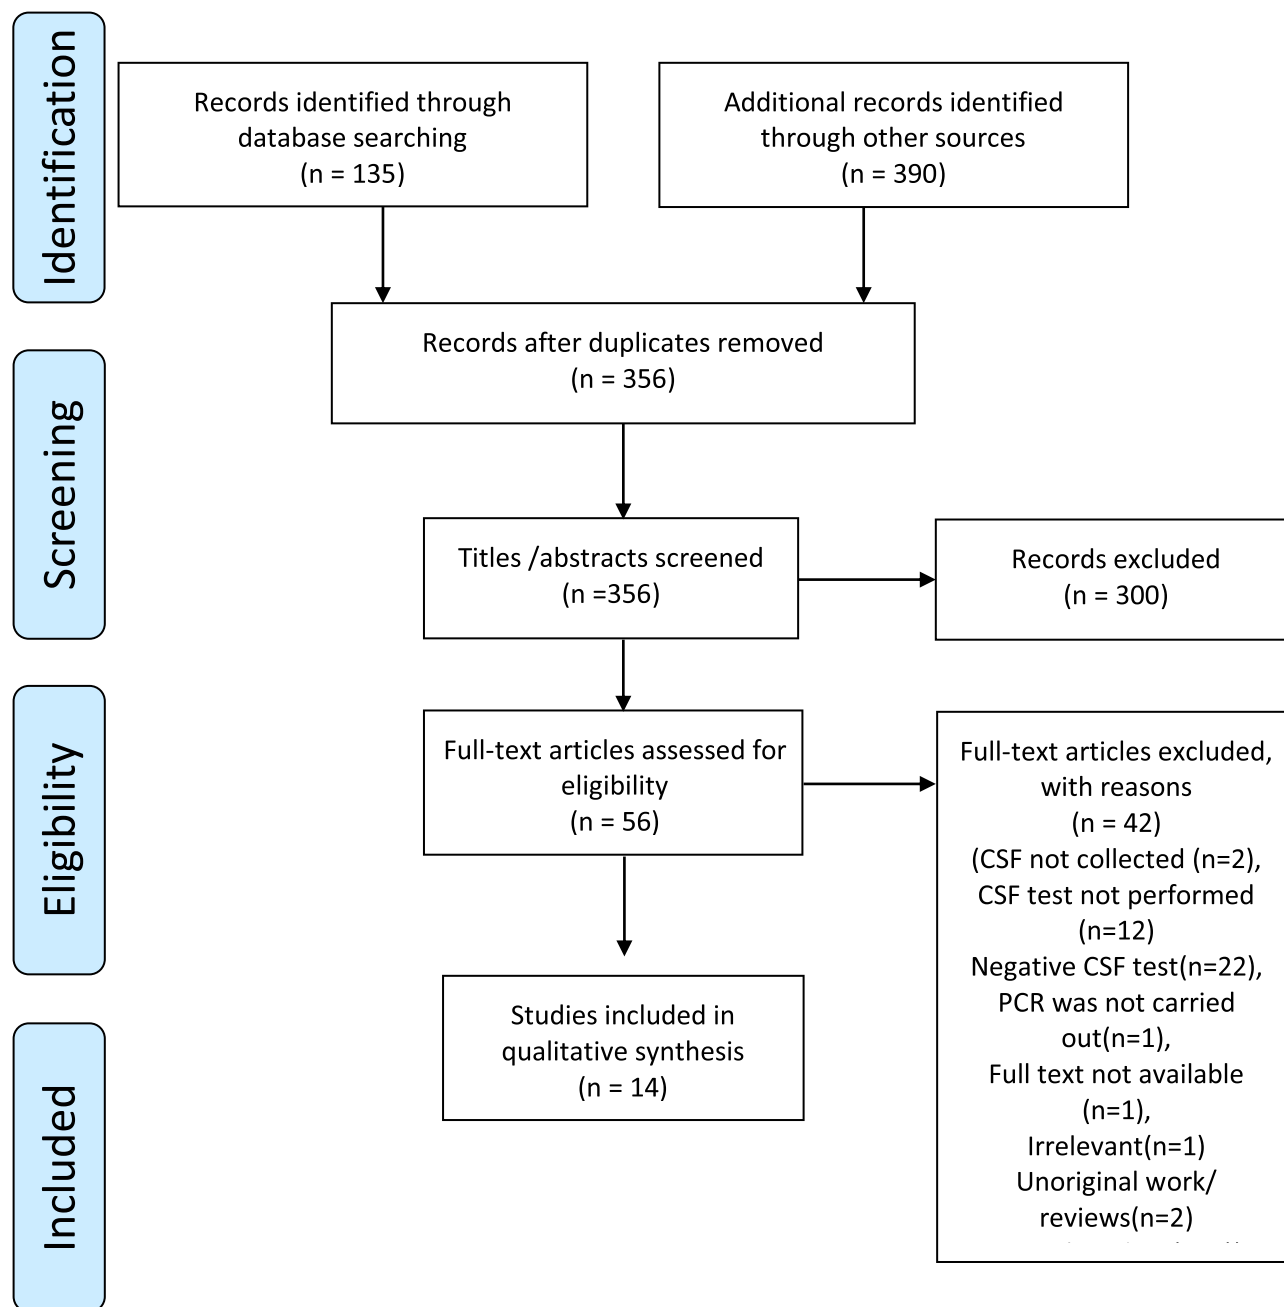 Identification
Records identified through
database searching
(n = 135)
Additional records identified
through other sources
(n = 390)
Records after duplicates removed
(n = 356)
Screening
Titles /abstracts screened
(n =356)
Records excluded
(n = 300)
Eligibility
Full-text articles assessed for
eligibility
(n = 56)
Full-text articles excluded,
with reasons
(n = 42)
(CSF not collected (n=2),
CSF test not performed
(n=12)
Negative CSF test(n=22),
PCR was not carried
out(n=1),
Full text not available
(n=1),
Irrelevant(n=1)
Unoriginal work/
reviews(n=2)
Included
Studies included in
qualitative synthesis
(n = 14)